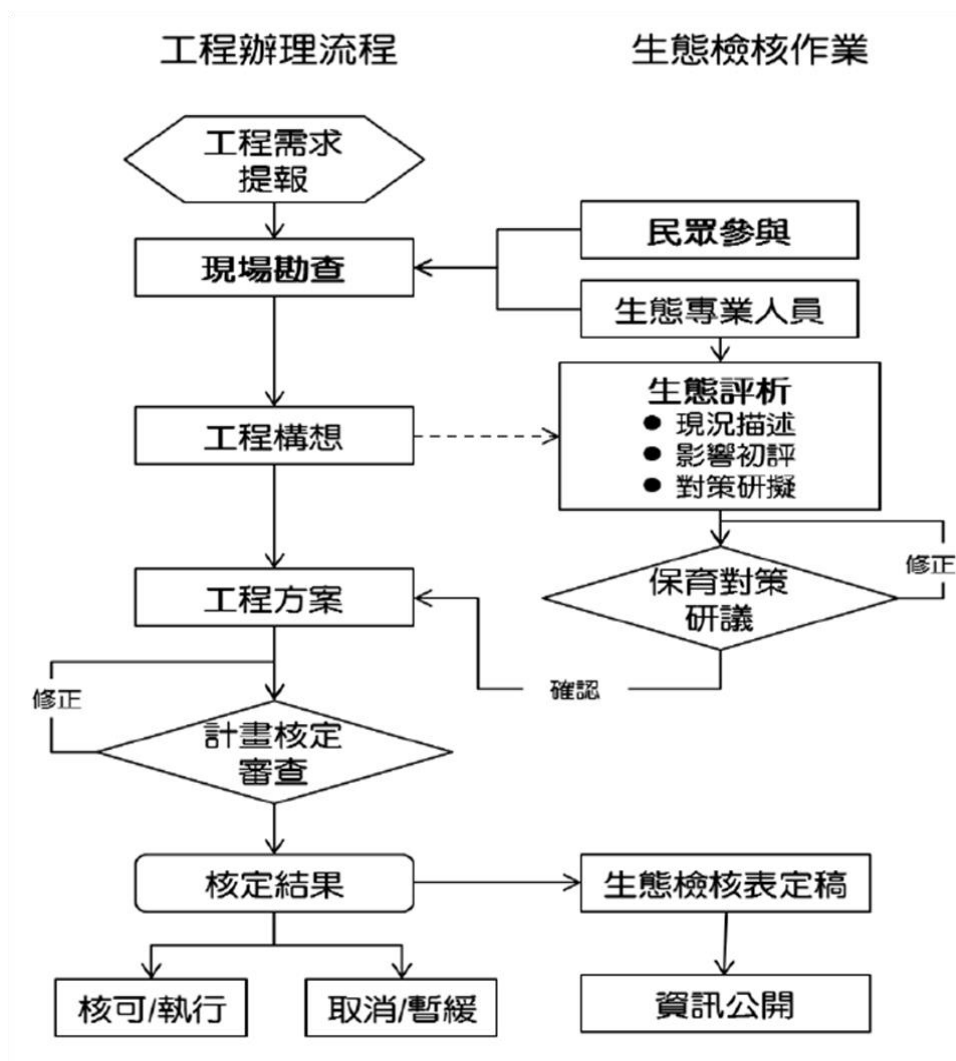 工程辦理流程
生態檢核作業
工程需求
提報
民眾參與
現場勘查
生態專業人員
生態評析
● 現況描述
● 影響初評
● 對策研擬
工程構想
修正
保育對策
研議
工程方案
確認
修正
計畫核定
審查
核定結果
生態檢核表定稿
核可/執行
取消/暫緩
資訊公開